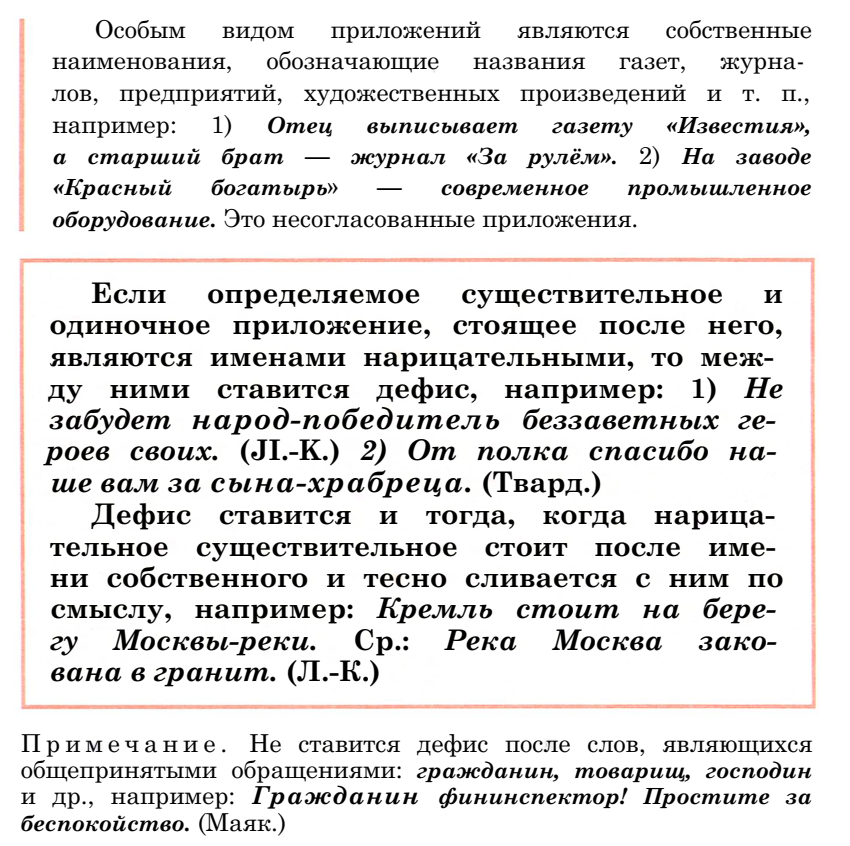 Особым видом приложений являются собственные
наименования, обозначающие названия газет, журна-
лов, предприятий, художественных произведений и т. п.,
например: 1) Отец выписывает газету «Известия»,
а старший брат — журнал «За рулём». 2) На заводе
«Красный богатырь» — современное промышленное
оборудование. Это несогласованные приложения.
Если определяемое существительное и
одиночное приложение, стоящее после него,
являются именами нарицательными, то меж-
ду ними ставится дефис, например: 1) Не
забудет народ-победитель беззаветных ге-
роев своих. (Л.-К.) 2) От полка спасибо на-
ше вам за сына-храбреца. (Твард.)
Дефис ставится и тогда, когда нарица-
тельное существительное стоит после име-
ни собственного и тесно сливается с ним по
смыслу, например: Кремль стоит на бере-
гу Москвы-реки. Ср.: Река Москва зако-
вана в гранит. (Л.-К.)
Примечание. Не ставится дефис после слов, являющихся
общепринятыми обращениями: гражданин, товарищ, господин
и др., например: Гражданин фининспектор! Простите за
беспокойство. (Маяк.)